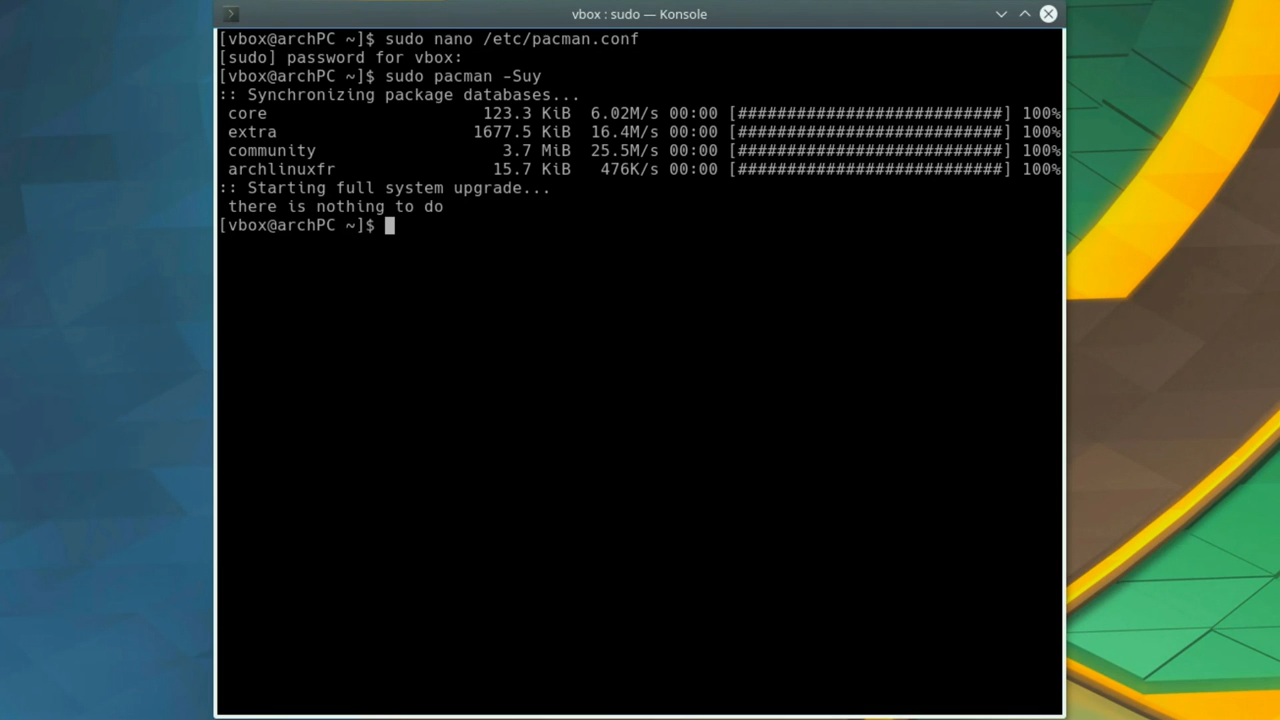 vbox : sudo — Konsole
[vbox@archPC ~]$ sudo nano /etc/pacman.conf
[sudo] password for vbox:
[vbox@archPC ~]$ sudo pacman -Suy
:: Synchronizing package databases...
 core                      123.3 KiB  6.02M/s 00:00 [###########################] 100%
 extra                    1677.5 KiB  16.4M/s 00:00 [###########################] 100%
 community                   3.7 MiB  25.5M/s 00:00 [###########################] 100%
 archlinuxfr                15.7 KiB   476K/s 00:00 [###########################] 100%
:: Starting full system upgrade...
 there is nothing to do
[vbox@archPC ~]$